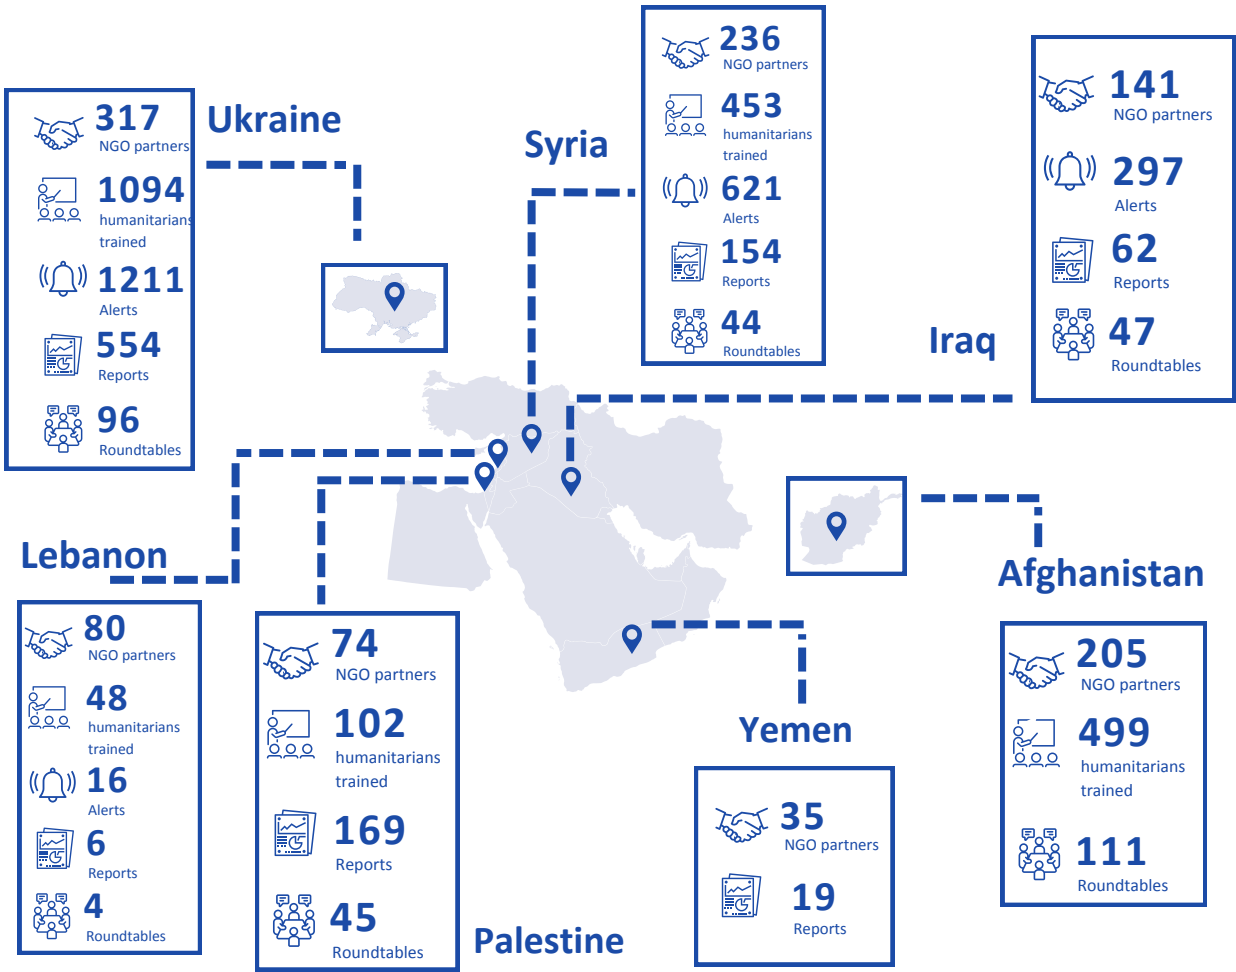 Ukraine
317
NGO partners
1094
humanitarians
trained
1211
Alerts
554
Reports
96
Roundtables
Syria
236
NGO partners
453
humanitarians
trained
621
Alerts
154
Reports
44
Roundtables
Iraq
141
NGO partners
297
Alerts
62
Reports
47
Roundtables
Lebanon
80
NGO partners
48
humanitarians
trained
16
Alerts
6
Reports
4
Roundtables
74
NGO partners
102
humanitarians
trained
169
Reports
45
Roundtables
Palestine
Yemen
35
NGO partners
19
Reports
Afghanistan
205
NGO partners
499
humanitarians
trained
111
Roundtables